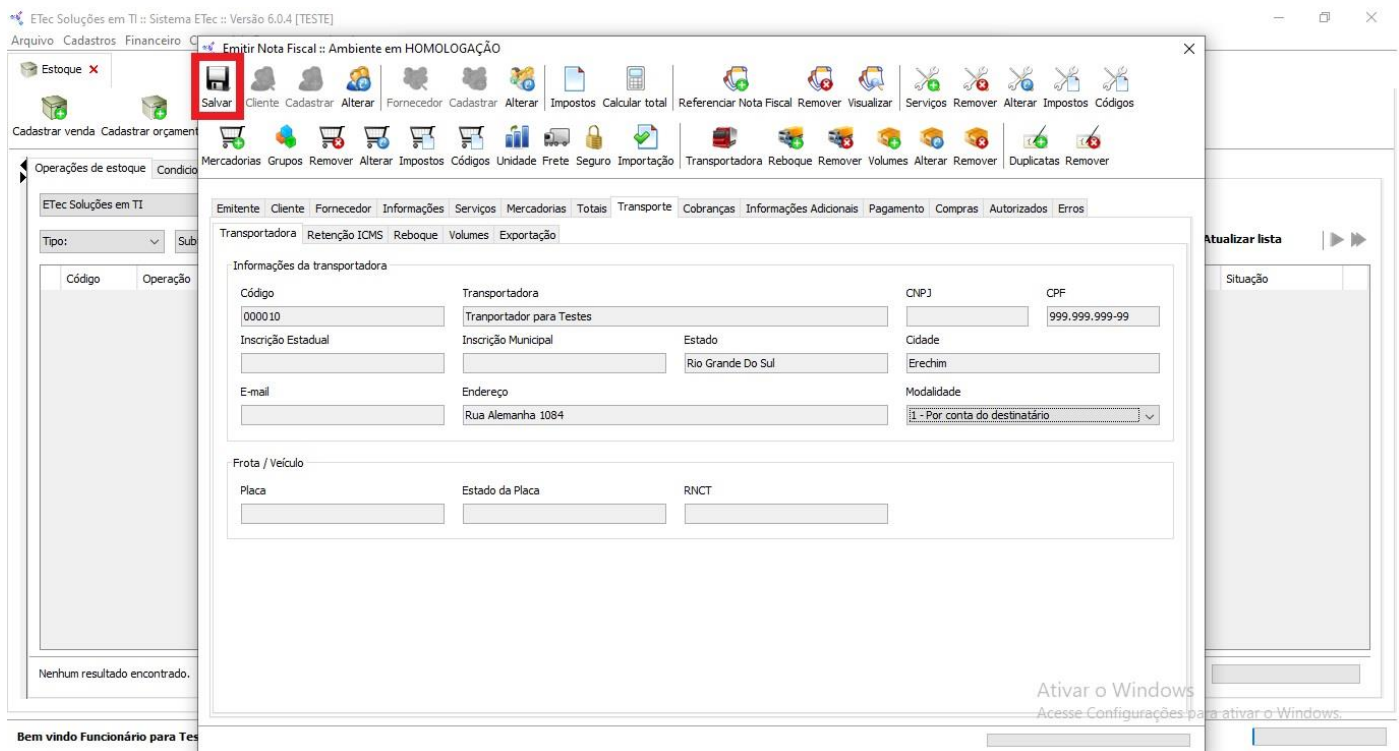 ETec Soluções em TI :: Sistema ETec :: Versão 6.0.4 [TESTE]
Arquivo Cadastros Financeiro
Emitir Nota Fiscal :: Ambiente em HOMOLOGAÇÃO
Estoque
Salvar Cliente Cadastrar Alterar Fornecedor Cadastrar Alterar Impostos Calcular total Referenciar Nota Fiscal Remover Visualizar Serviços Remover Alterar Impostos Códigos
Cadastrar venda Cadastrar orçament
Mercadorias Grupos Remover Alterar Impostos Códigos Unidade Frete Seguro Importação Transportadora Reboque Remover Volumes Alterar Remover Duplicatas Remover
Operações de estoque Condicio
ETec Soluções em TI
Emitente Cliente Fornecedor Informações Serviços Mercadorias Totais Transporte Cobranças Informações Adicionais Pagamento Compras Autorizados Erros
Tipo: Sub
Transportadora Retenção ICMS Reboque Volumes Exportação
Atualizar lista
Código Operação
Situação
Informações da transportadora
Código Transportadora CNPJ CPF
000010 Tranportador para Testes 999.999.999-99
Inscrição Estadual Inscrição Municipal Estado Cidade
Rio Grande Do Sul Erechim
E-mail Endereço Modalidade
Rua Alemanha 1084 1 - Por conta do destinatário
Frota / Veículo
Placa Estado da Placa RNCT
Nenhum resultado encontrado.
Ativar o Windows
Acesse Configurações para ativar o Windows.
Bem vindo Funcionário para Tes